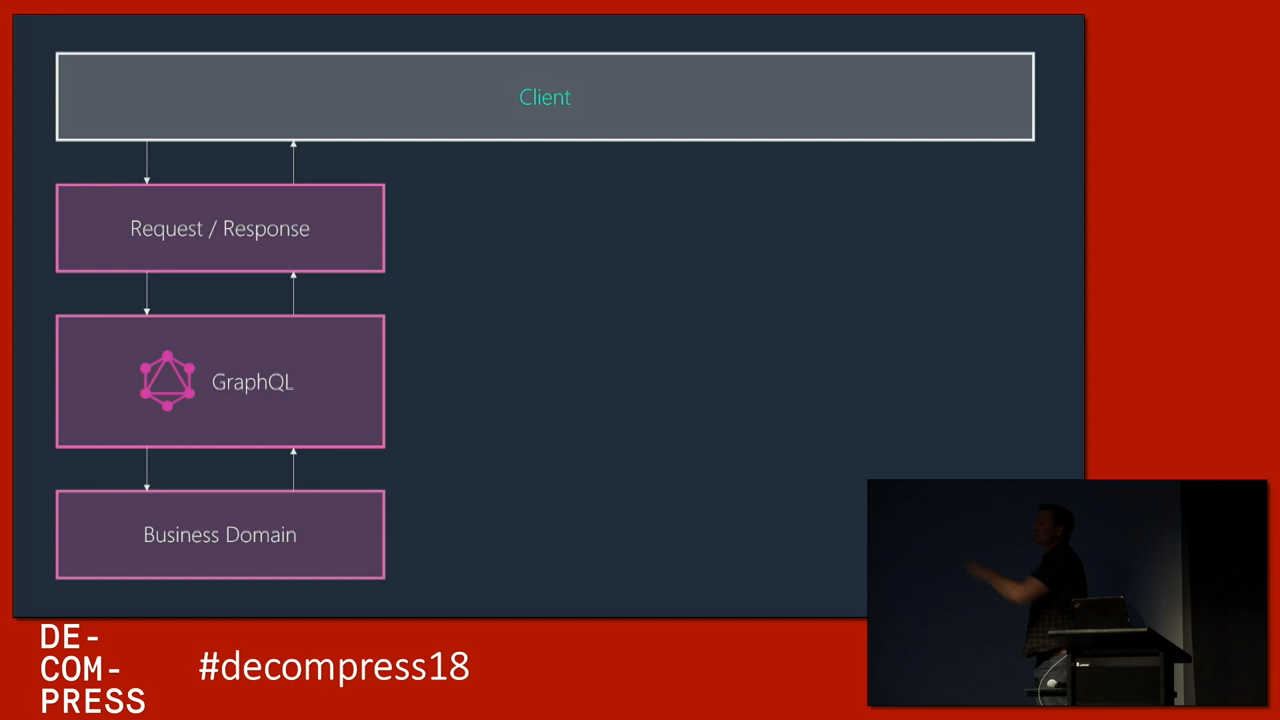 Client
Request / Response
GraphQL
Business Domain
DE-
COM-
PRESS
#decompress18